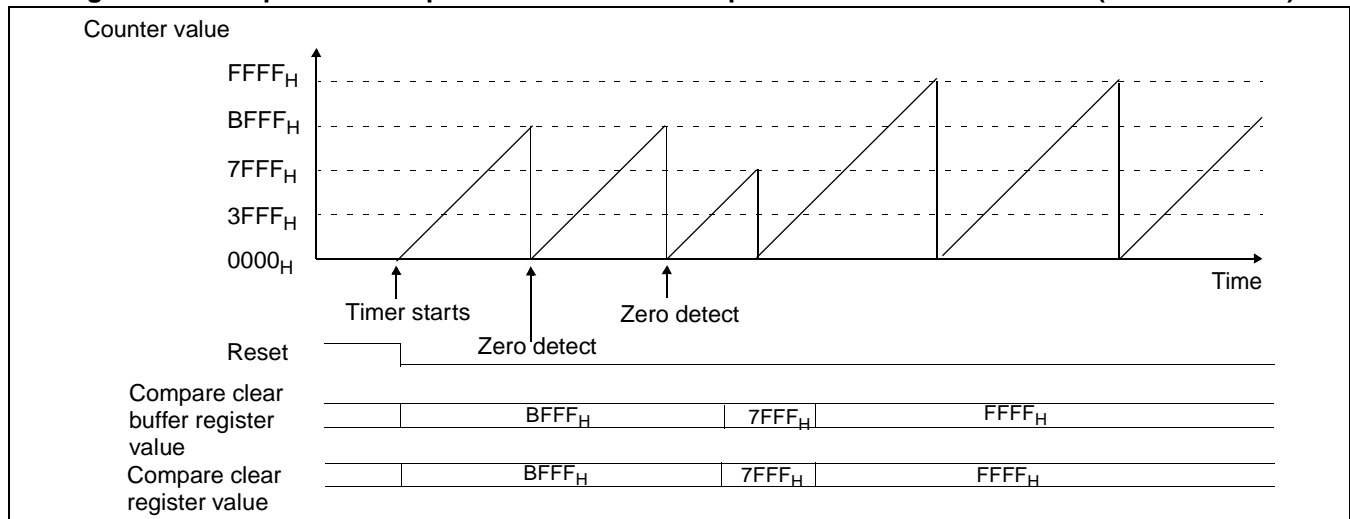 Counter value
FFFFH
BFFFH
7FFFH
3FFFH
0000H
Time
Timer starts
Zero detect
Zero detect
Reset
Compare clear
buffer register
value
BFFFH
7FFFH
FFFFH
Compare clear
register value
BFFFH
7FFFH
FFFFH